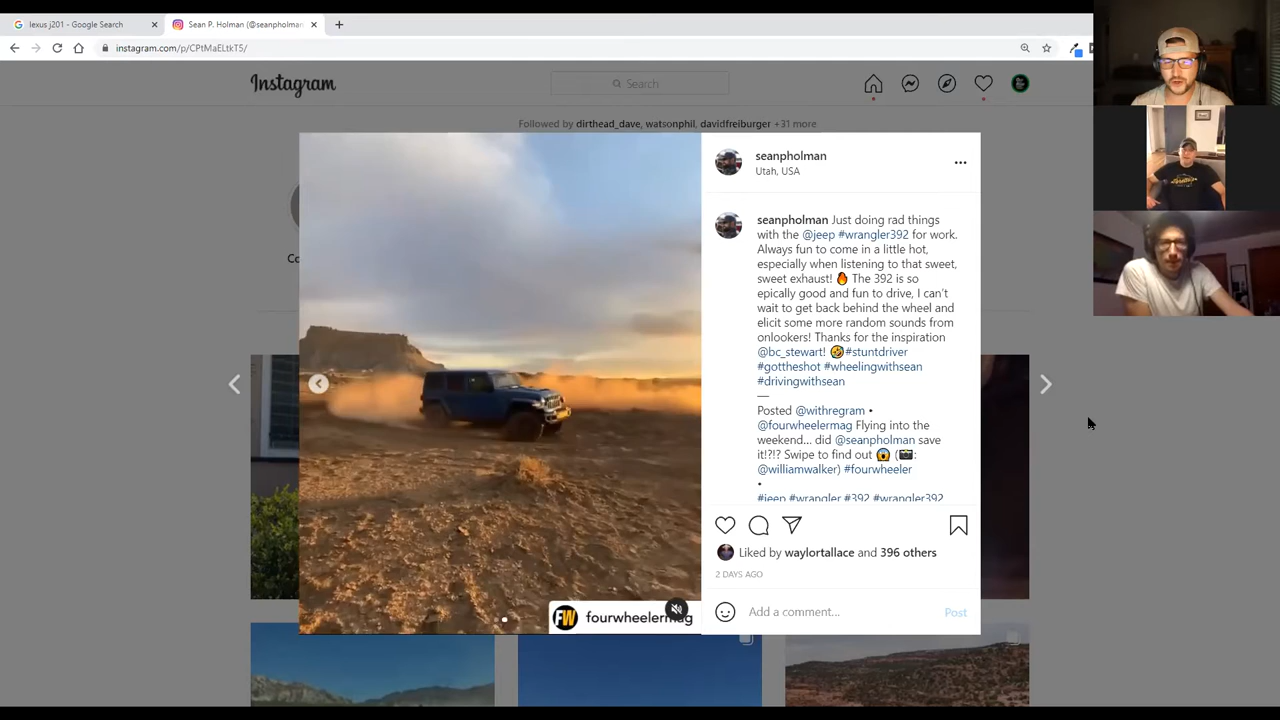 lexus j201 - Google Search
Sean P. Holman (@seanpholman
instagram.com/p/CPtMaELtkT5/
Instagram
Search
Followed by dirthead_dave, watsonphil, davidfreiburger +31 more
Co
seanpholman
Utah, USA
seanpholman Just doing rad things
with the @jeep #wrangler392 for work.
Always fun to come in a little hot,
especially when listening to that sweet,
sweet exhaust! 🔥 The 392 is so
epically good and fun to drive, I can't
wait to get back behind the wheel and
elicit some more random sounds from
onlookers! Thanks for the inspiration
@bc_stewart! 🤣#stuntdriver
#gottheshot #wheelingwithsean
#drivingwithsean
—
Posted @withregram •
@fourwheelermag Flying into the
weekend... did @seanpholman save
it!?!? Swipe to find out 😱 (📸:
@williamwalker) #fourwheeler
•
#jeep #wrangler #392 #wrangler392
FW fourwheelermag
Liked by waylortallace and 396 others
2 DAYS AGO
Add a comment...
Post